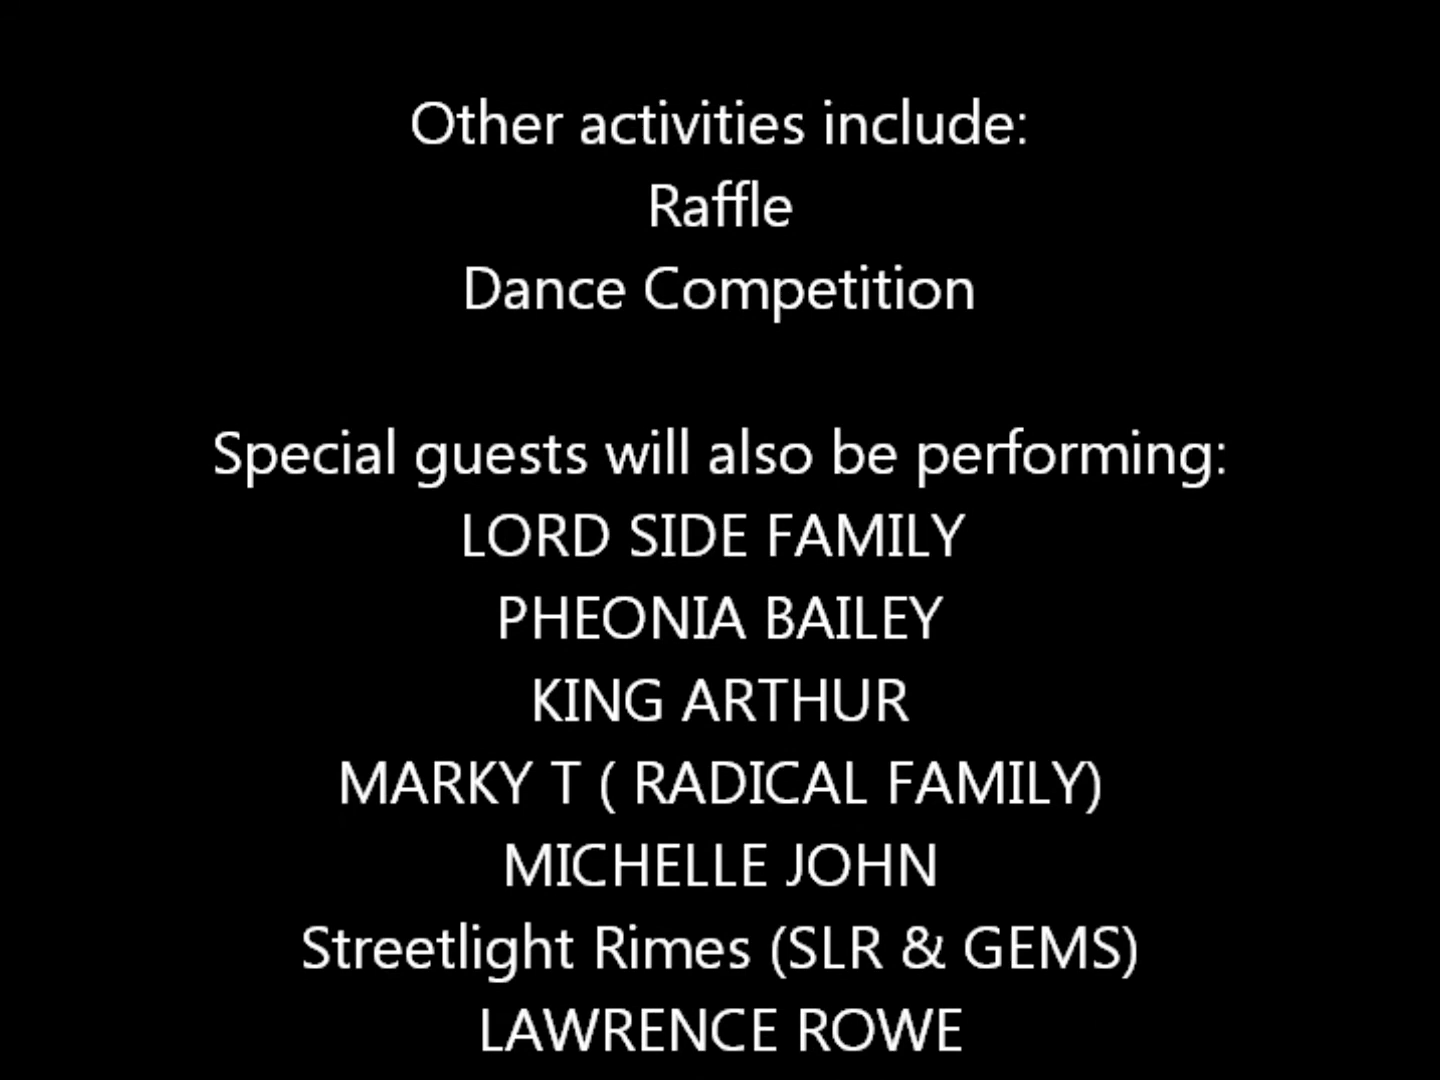 Other activities include:
Raffle
Dance Competition
Special guests will also be performing:
LORD SIDE FAMILY
PHEONIA BAILEY
KING ARTHUR
MARKY T ( RADICAL FAMILY)
MICHELLE JOHN
Streetlight Rimes (SLR & GEMS)
LAWRENCE ROWE